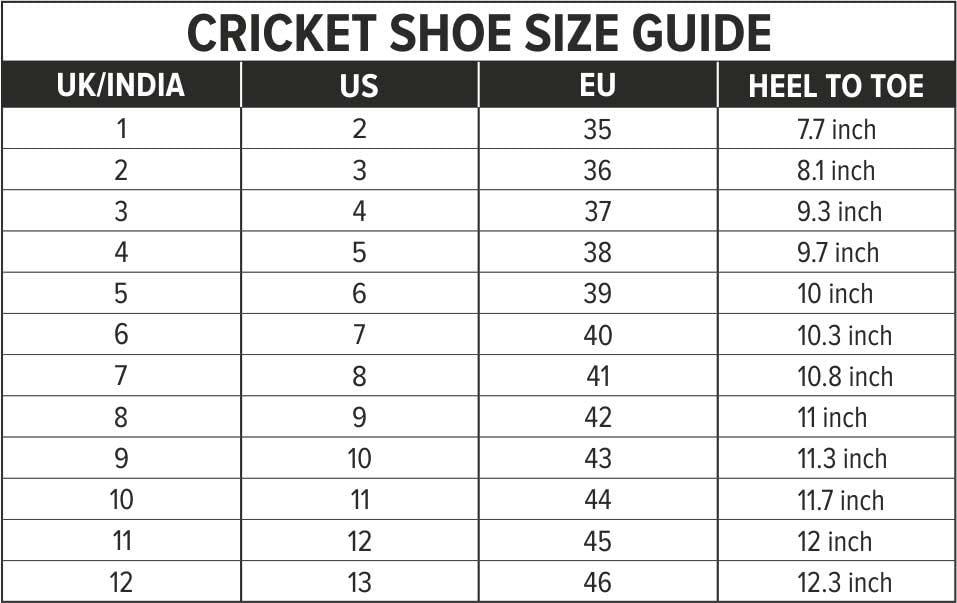 CRICKET SHOE SIZE GUIDE
UK/INDIA US EU HEEL TO TOE
1 2 35 7.7 inch
2 3 36 8.1 inch
3 4 37 9.3 inch
4 5 38 9.7 inch
5 6 39 10 inch
6 7 40 10.3 inch
7 8 41 10.8 inch
8 9 42 11 inch
9 10 43 11.3 inch
10 11 44 11.7 inch
11 12 45 12 inch
12 13 46 12.3 inch